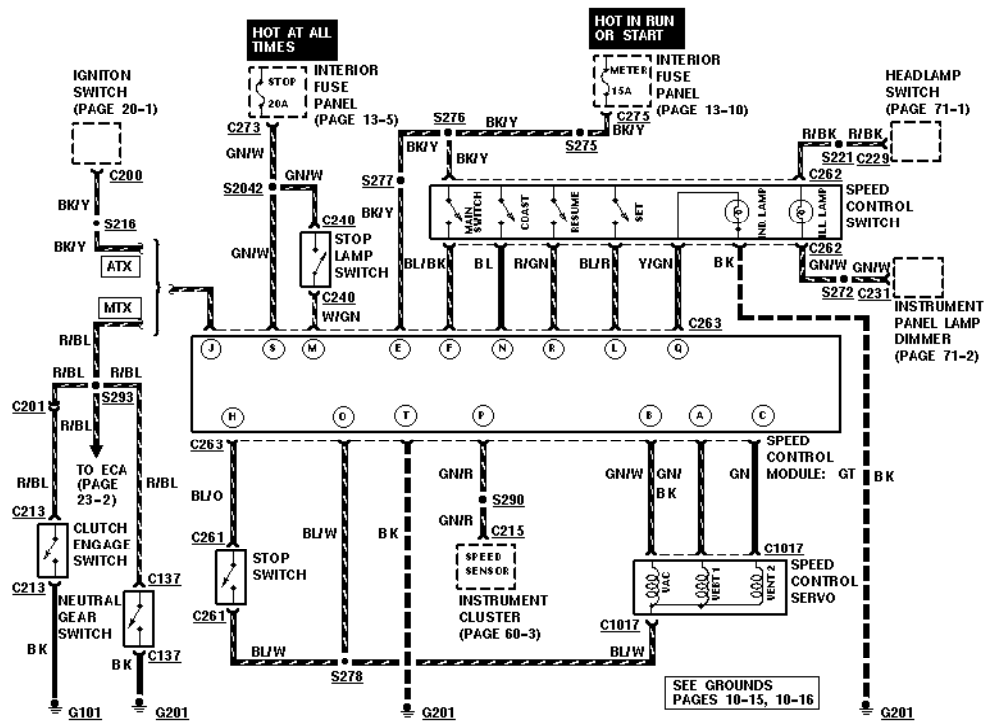 HOT AT ALL
TIMES
HOT IN RUN
OR START
IGNITON
SWITCH
(PAGE 20-1)
STOP
20A
INTERIOR
FUSE
PANEL
(PAGE 13-5)
METER
15A
INTERIOR
FUSE
PANEL
(PAGE 13-10)
HEADLAMP
SWITCH
(PAGE 71-1)
C273
S276
C275
BK/Y
BK/Y
BK/Y
S275
R/BK
R/BK
S221
C229
C200
GN/W
GN/W
BK/Y
C262
S2042
S277
BK/Y
C240
BK/Y
S216
BK/Y
STOP
LAMP
SWITCH
MAIN
SWITCH
COAST
RESUME
SET
IND. LAMP
ILL. LAMP
SPEED
CONTROL
SWITCH
C262
GN/W
BL/BK
BL
R/GN
BL/R
Y/GN
BK
GN/W
GN/W
S272
C231
ATX
MTX
C240
W/GN
C263
INSTRUMENT
PANEL LAMP
DIMMER
(PAGE 71-2)
R/BL
J
S
M
E
F
N
R
L
Q
R/BL
R/BL
S293
C201
R/BL
H
O
T
P
B
A
C
C263
SPEED
CONTROL
MODULE: GT
BK
TO ECA
(PAGE
23-2)
R/BL
R/BL
BL/O
BL/W
BK
GN/R
S290
GN/R
C215
GN/W
GN/
BK
GN
C213
CLUTCH
ENGAGE
SWITCH
C261
STOP
SWITCH
SPEED
SENSOR
INSTRUMENT
CLUSTER
(PAGE 60-3)
C1017
VAC
VEBT 1
VENT 2
SPEED
CONTROL
SERVO
C213
C137
NEUTRAL
GEAR
SWITCH
C261
C1017
BK
C137
BK
BL/W
S278
BL/W
SEE GROUNDS
PAGES 10-15, 10-16
G101
G201
G201
G201